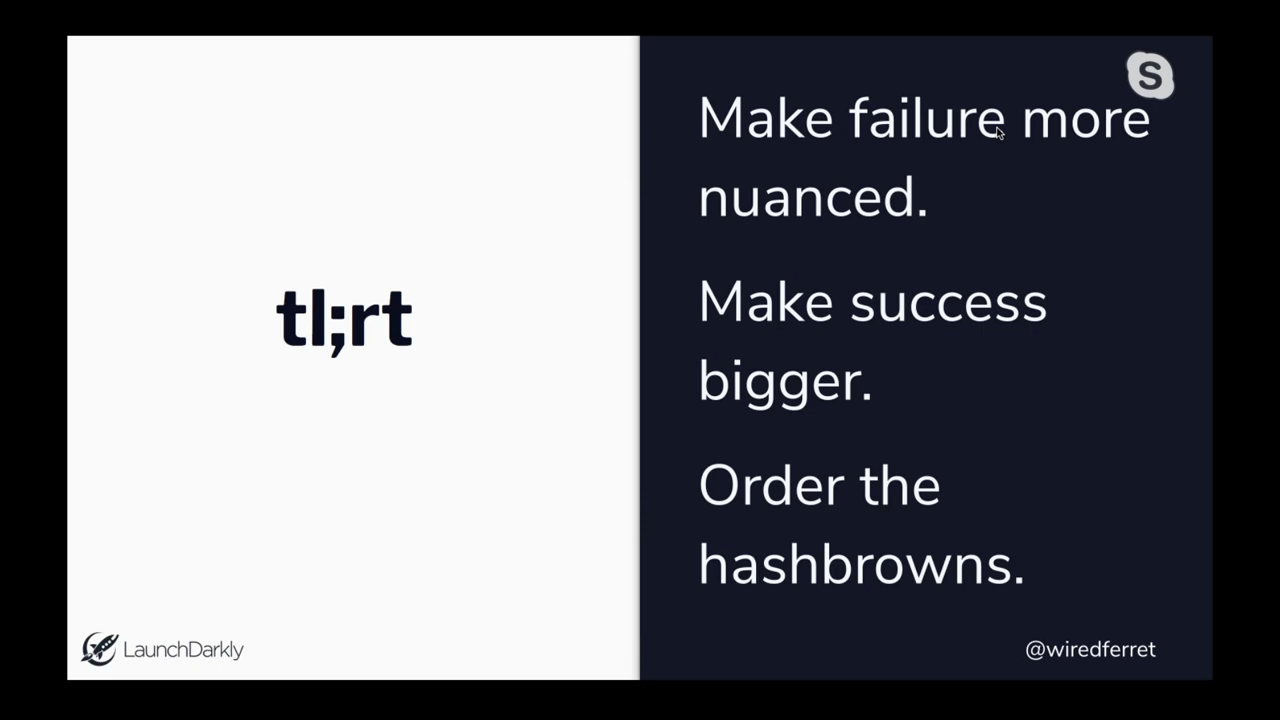 tl;rt
Make failure more
nuanced.
Make success
bigger.
Order the
hashbrowns.
S
LaunchDarkly
@wiredferret